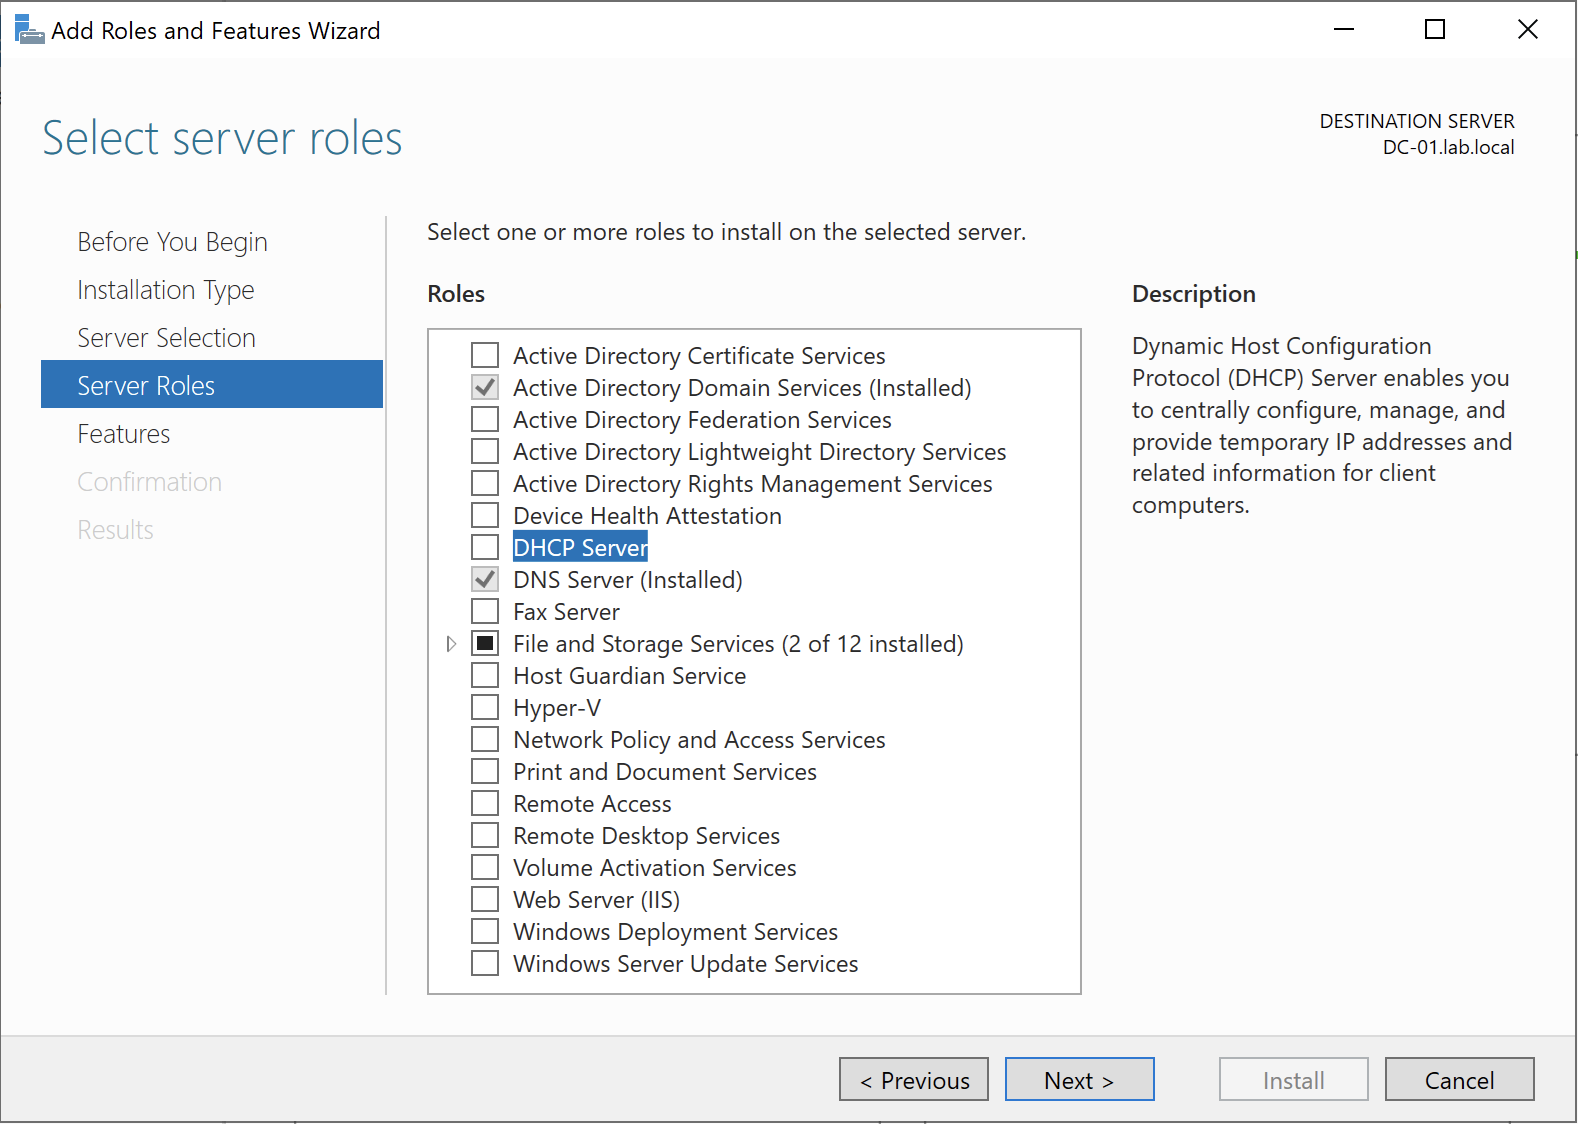 Add Roles and Features Wizard
Select server roles
DESTINATION SERVER
DC-01.lab.local
Before You Begin
Installation Type
Server Selection
Server Roles
Features
Confirmation
Results
Select one or more roles to install on the selected server.
Roles
Active Directory Certificate Services
Active Directory Domain Services (Installed)
Active Directory Federation Services
Active Directory Lightweight Directory Services
Active Directory Rights Management Services
Device Health Attestation
DHCP Server
DNS Server (Installed)
Fax Server
File and Storage Services (2 of 12 installed)
Host Guardian Service
Hyper-V
Network Policy and Access Services
Print and Document Services
Remote Access
Remote Desktop Services
Volume Activation Services
Web Server (IIS)
Windows Deployment Services
Windows Server Update Services
Description
Dynamic Host Configuration
Protocol (DHCP) Server enables you
to centrally configure, manage, and
provide temporary IP addresses and
related information for client
computers.
< Previous
Next >
Install
Cancel